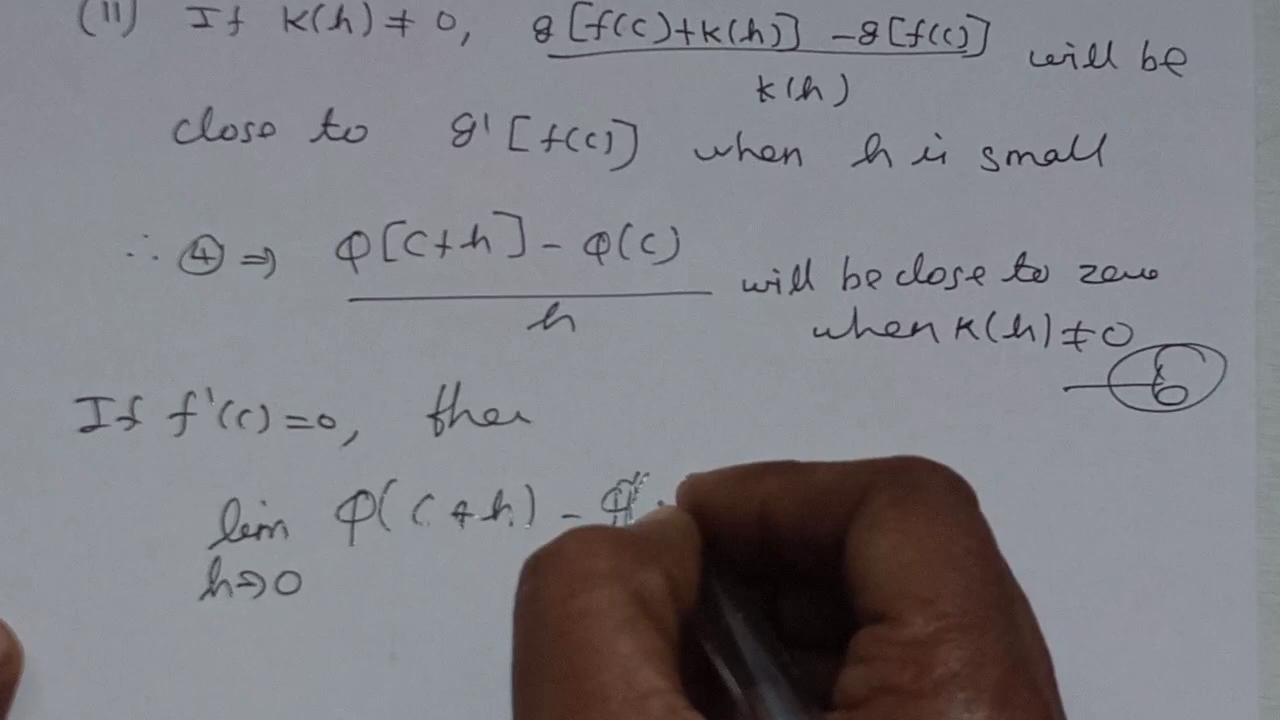 (II) If k(h) ≠ 0, g[f(c)+k(h)] - g[f(c)] will be
k(h)
close to g'[f(c)] when h is small
∴ ④ ⇒ φ[c+h] - φ(c) will be close to zero
h
when k(h) ≠ 0
6
If f'(c) = 0, then
lim φ(c+h) - φ
h→0